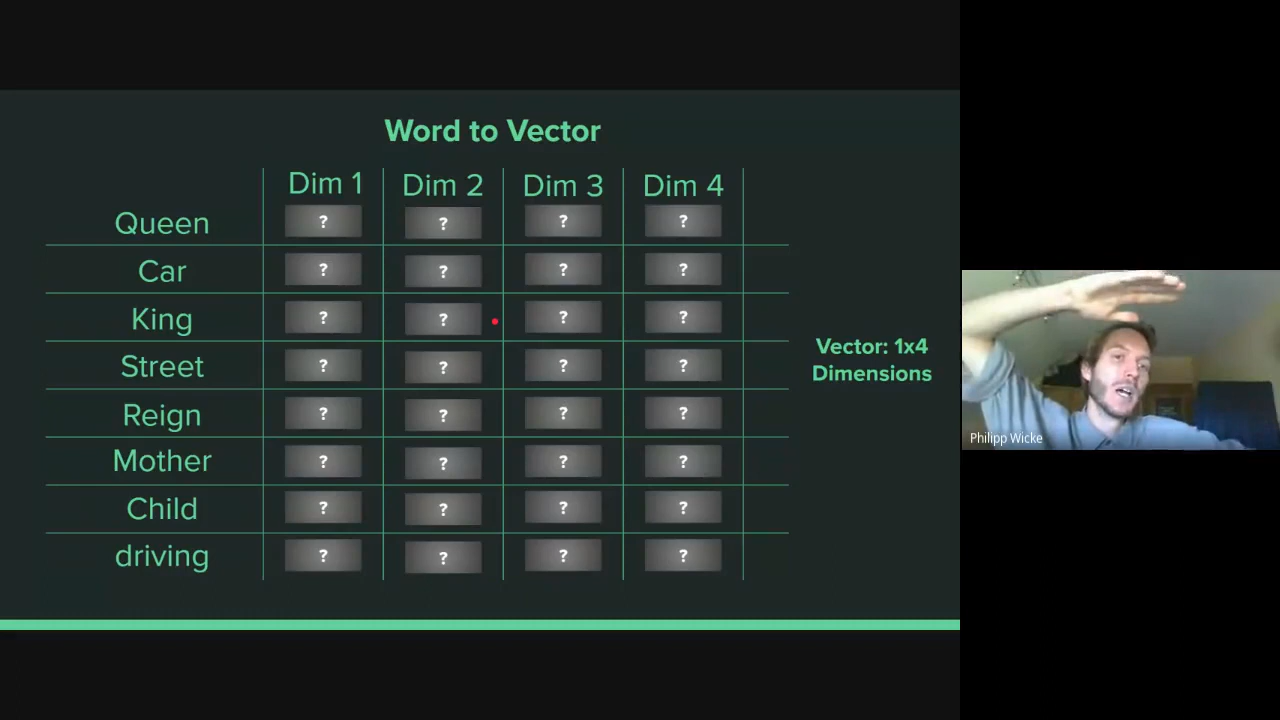 Word to Vector
Dim 1 Dim 2 Dim 3 Dim 4
Queen ? ? ? ?
Car ? ? ? ?
King ? ? ? ?
Street ? ? ? ?
Reign ? ? ? ?
Mother ? ? ? ?
Child ? ? ? ?
driving ? ? ? ?
Vector: 1x4
Dimensions
Philipp Wicke